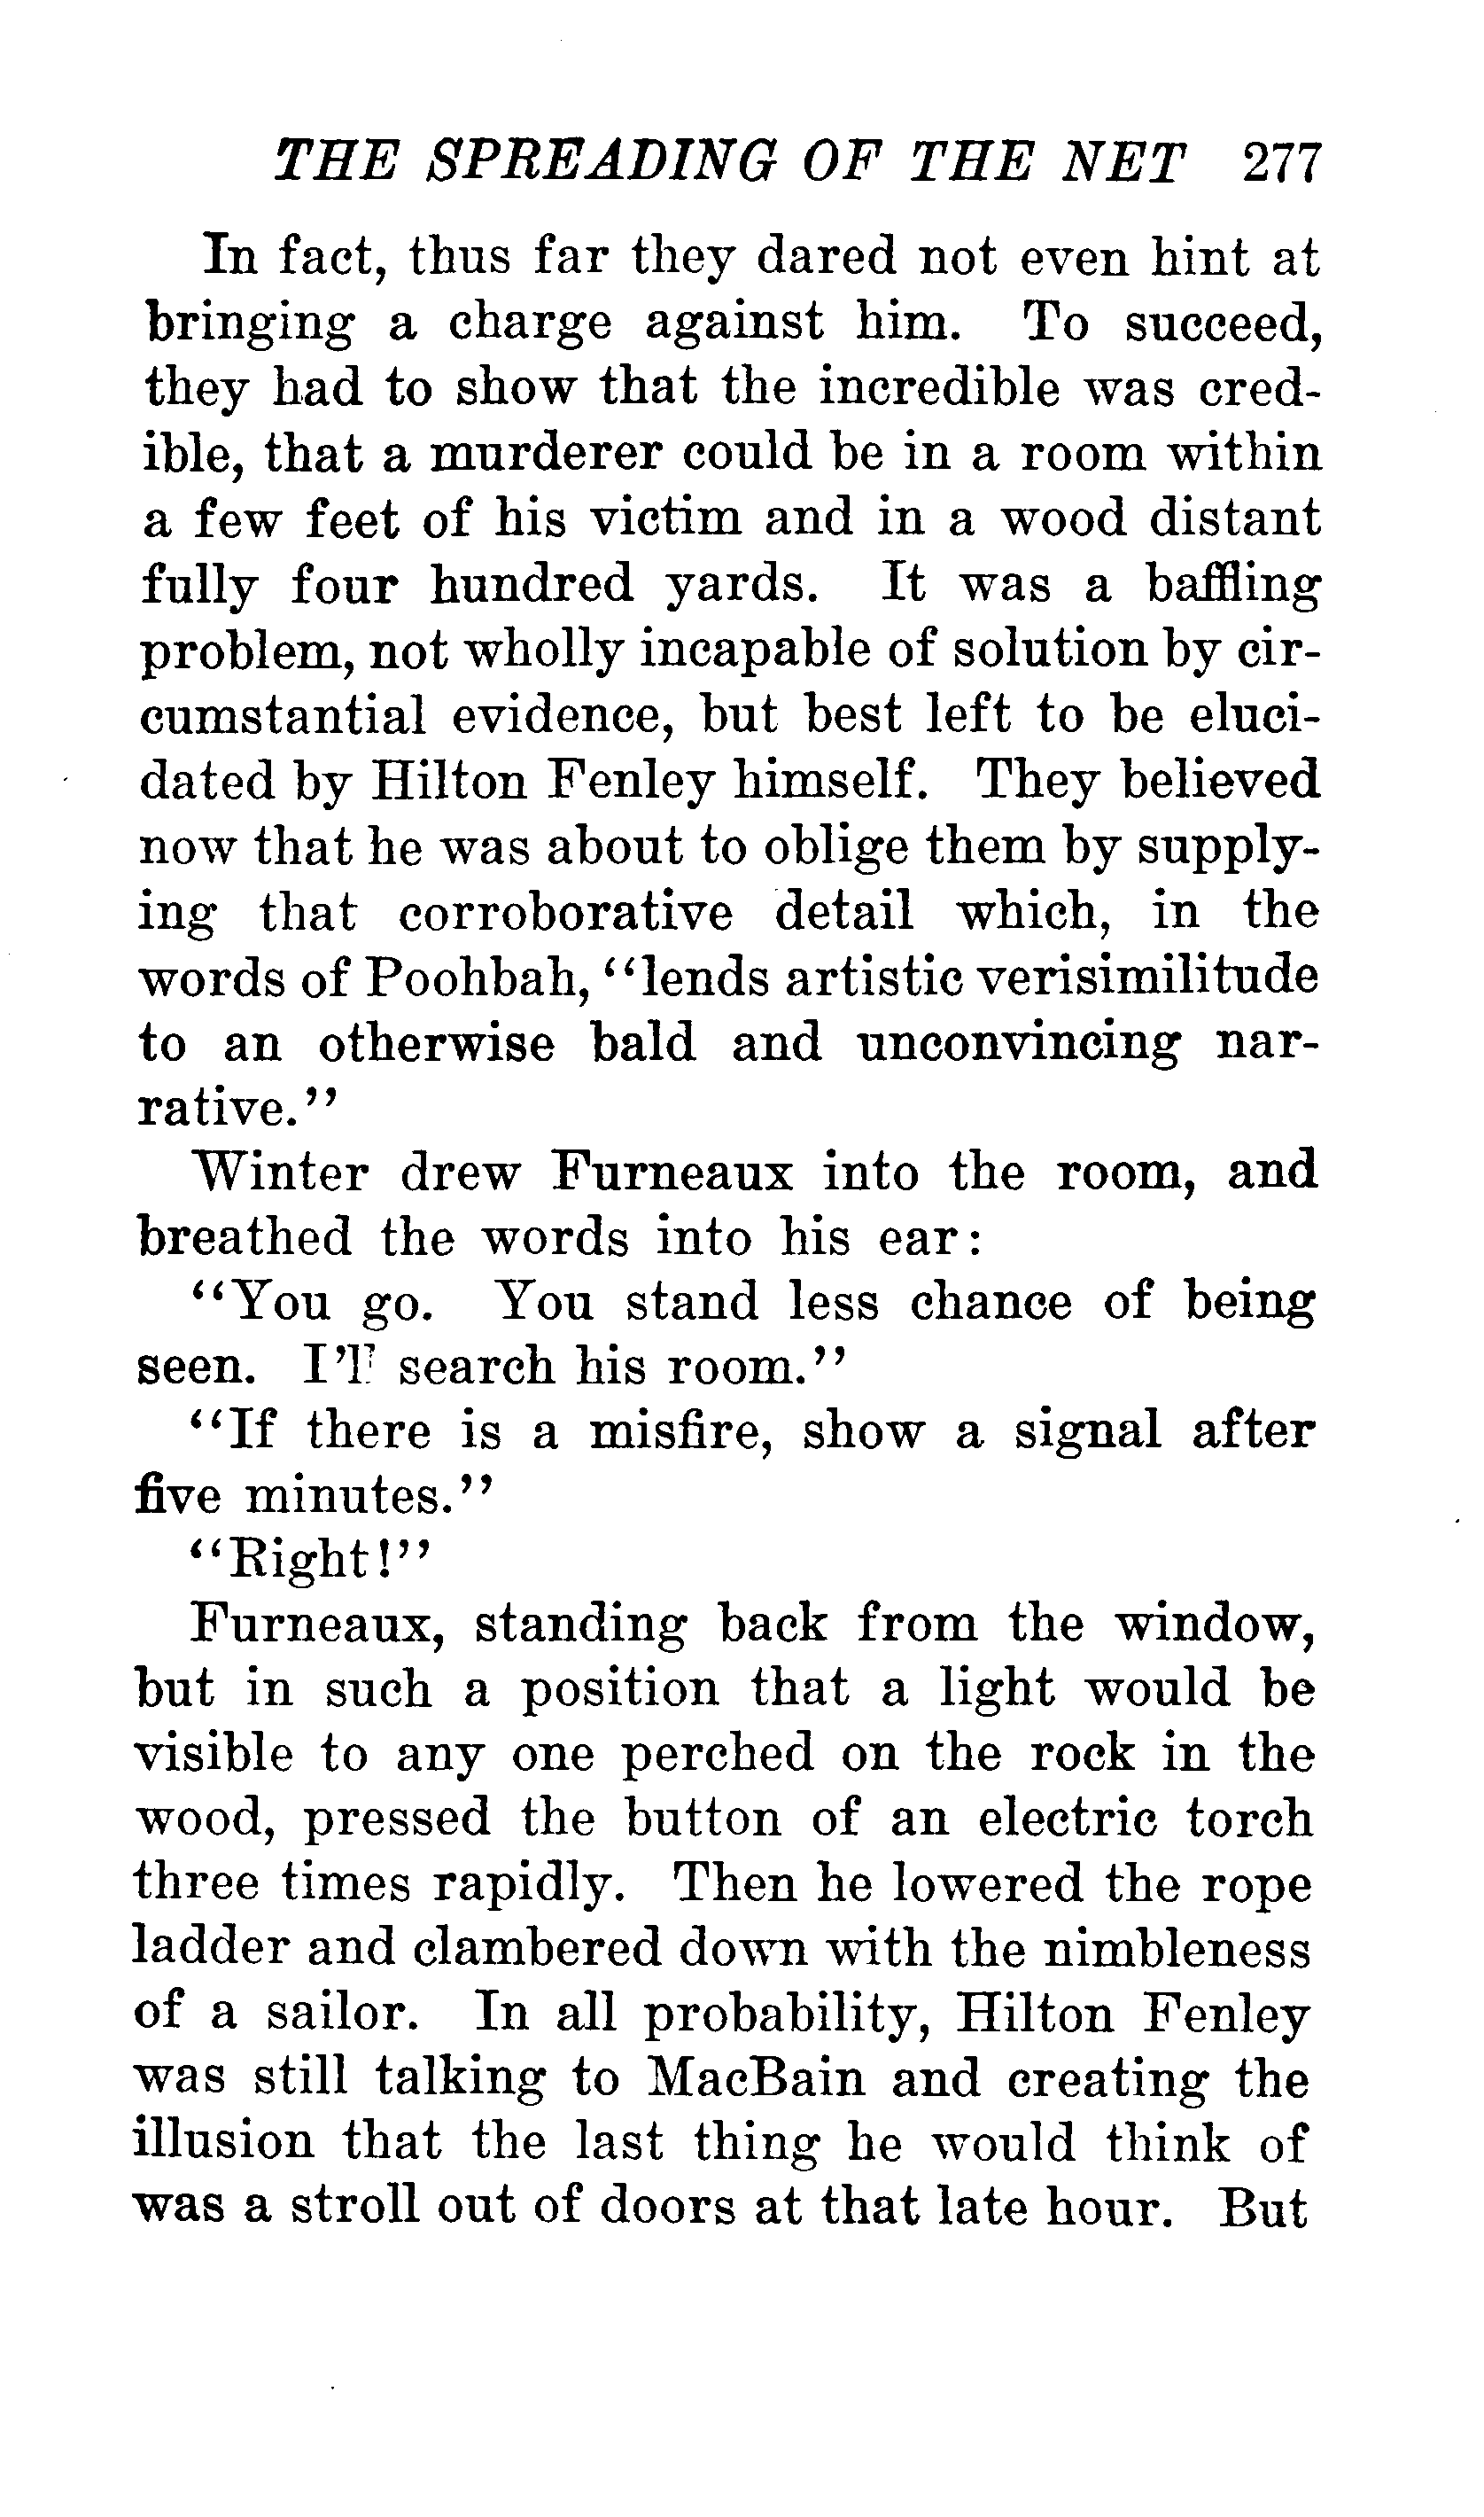 THE SPREADING OF THE NET 277
In fact, thus far they dared not even hint at
bringing a charge against him. To succeed,
they had to show that the incredible was cred-
ible, that a murderer could be in a room within
a few feet of his victim and in a wood distant
fully four hundred yards. It was a baffling
problem, not wholly incapable of solution by cir-
cumstantial evidence, but best left to be eluci-
dated by Hilton Fenley himself. They believed
now that he was about to oblige them by supply-
ing that corroborative detail which, in the
words of Poohbah, "lends artistic verisimilitude
to an otherwise bald and unconvincing nar-
rative."
Winter drew Furneaux into the room, and
breathed the words into his ear:
"You go. You stand less chance of being
seen. I'll search his room."
"If there is a misfire, show a signal after
five minutes."
"Right!"
Furneaux, standing back from the window,
but in such a position that a light would be
visible to any one perched on the rock in the
wood, pressed the button of an electric torch
three times rapidly. Then he lowered the rope
ladder and clambered down with the nimbleness
of a sailor. In all probability, Hilton Fenley
was still talking to MacBain and creating the
illusion that the last thing he would think of
was a stroll out of doors at that late hour. But